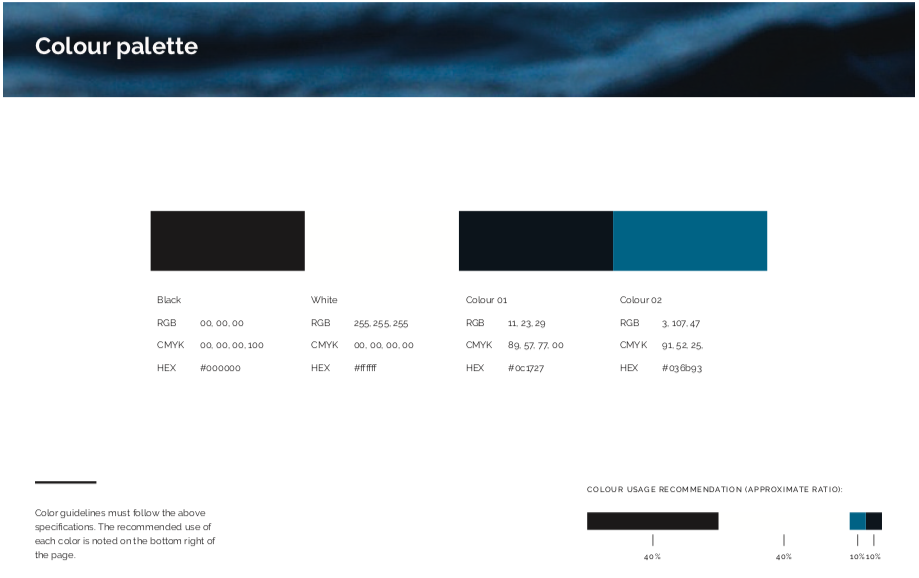 Colour palette
Black
RGB 00, 00, 00
CMYK 00, 00, 00, 100
HEX #000000
White
RGB 255, 255, 255
CMYK 00, 00, 00, 00
HEX #ffffff
Colour 01
RGB 11, 23, 29
CMYK 89, 57, 77, 00
HEX #0c1727
Colour 02
RGB 3, 107, 47
CMYK 91, 52, 25,
HEX #036b93
Color guidelines must follow the above
specifications. The recommended use of
each color is noted on the bottom right of
the page.
COLOUR USAGE RECOMMENDATION (APPROXIMATE RATIO):
40% 40% 10% 10%